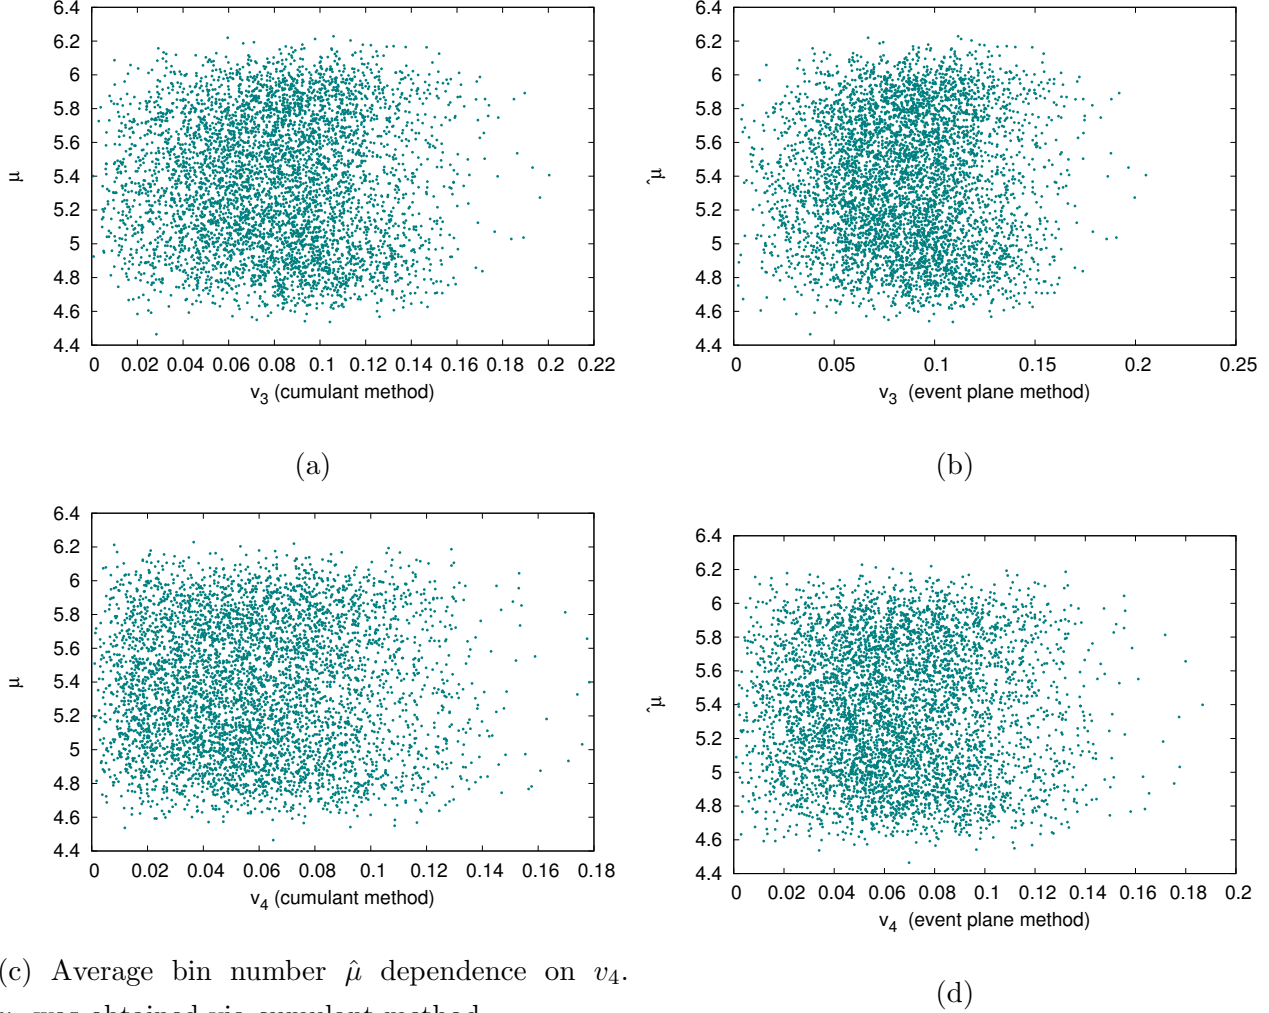 6.4
6.2
6
5.8
5.6
5.4
5.2
5
4.8
4.6
4.4
μ
0 0.02 0.04 0.06 0.08 0.1 0.12 0.14 0.16 0.18 0.2 0.22
v3 (cumulant method)
(a)
6.4
6.2
6
5.8
5.6
5.4
5.2
5
4.8
4.6
4.4
^μ
0 0.05 0.1 0.15 0.2 0.25
v3 (event plane method)
(b)
6.4
6.2
6
5.8
5.6
5.4
5.2
5
4.8
4.6
4.4
μ
0 0.02 0.04 0.06 0.08 0.1 0.12 0.14 0.16 0.18
v4 (cumulant method)
(c) Average bin number μ̂ dependence on v4.
was obtained via cumulant method
6.4
6.2
6
5.8
5.6
5.4
5.2
5
4.8
4.6
4.4
^μ
0 0.02 0.04 0.06 0.08 0.1 0.12 0.14 0.16 0.18 0.2
v4 (event plane method)
(d)